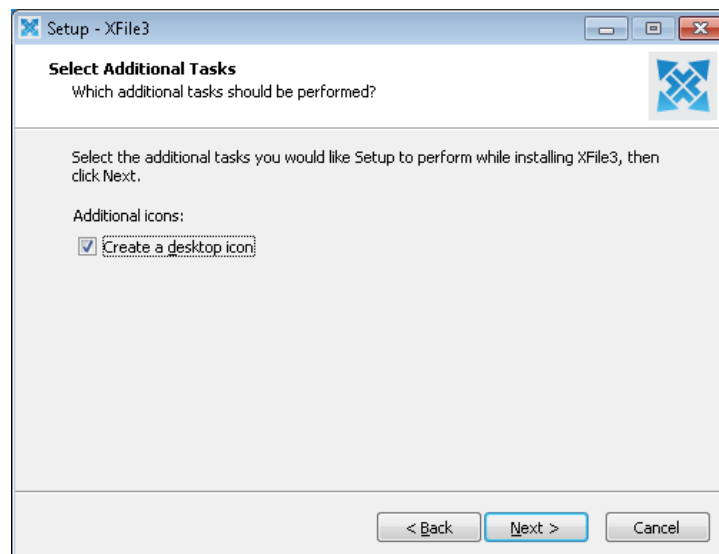 Setup - XFile3
Select Additional Tasks
Which additional tasks should be performed?
Select the additional tasks you would like Setup to perform while installing XFile3, then
click Next.
Additional icons:
Create a desktop icon
< Back
Next >
Cancel